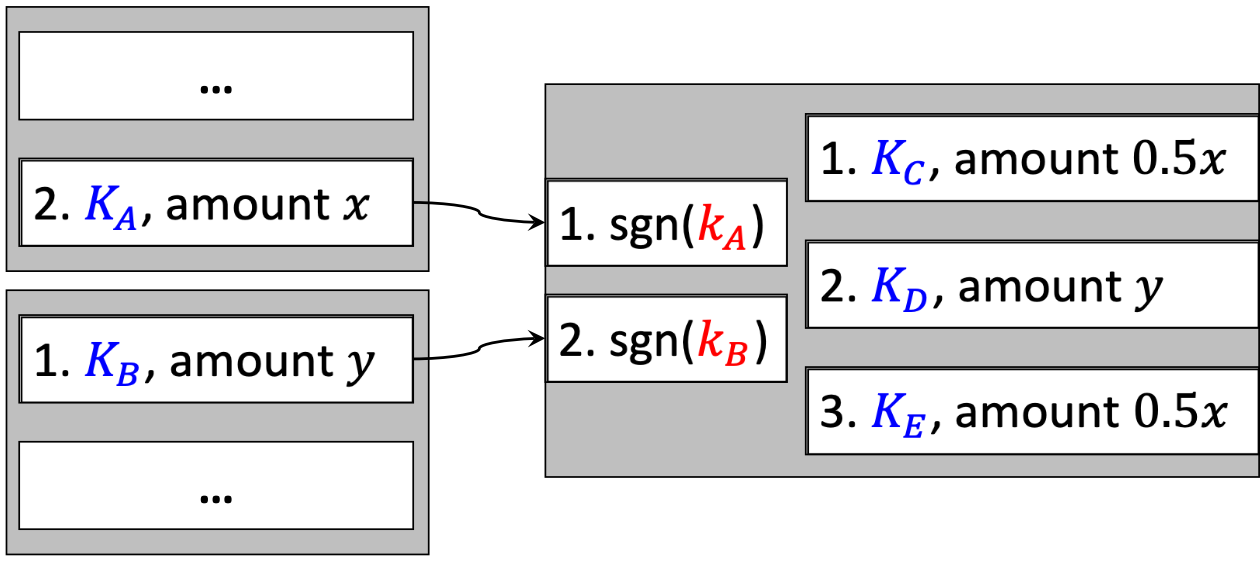 ...
2. K_A, amount x
1. K_B, amount y
...
1. sgn(k_A)
2. sgn(k_B)
1. K_C, amount 0.5x
2. K_D, amount y
3. K_E, amount 0.5x